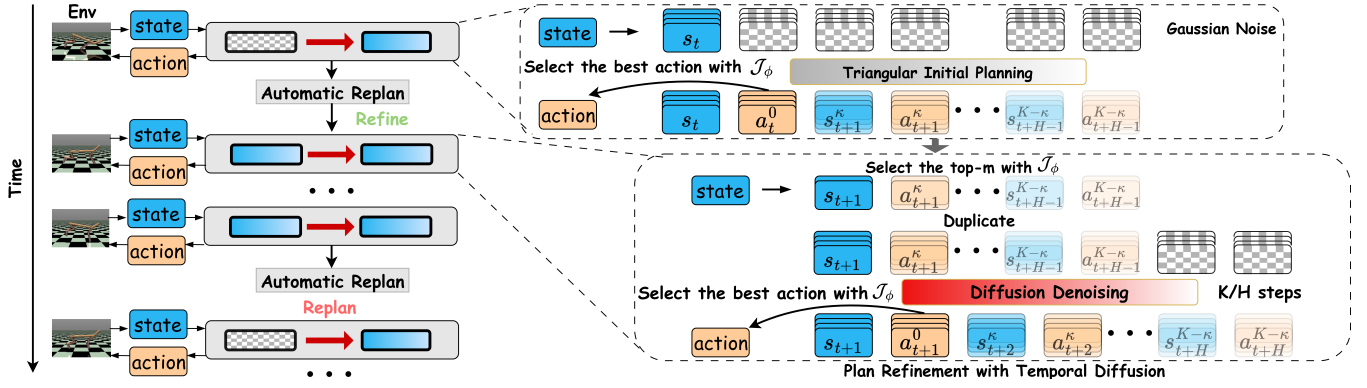 Env
state
action
Automatic Replan
Refine
state
action
• • •
state
action
Automatic Replan
Replan
state
action
• • •
Time
state
s_t
Gaussian Noise
Select the best action with 𝒥_ϕ
Triangular Initial Planning
action
s_t a_t^0 s_{t+1}^κ a_{t+1}^κ • • • s_{t+H-1}^{K-κ} a_{t+H-1}^{K-κ}
Select the top-m with 𝒥_ϕ
state
s_{t+1} a_{t+1}^κ • • • s_{t+H-1}^{K-κ} a_{t+H-1}^{K-κ}
Duplicate
s_{t+1} a_{t+1}^κ • • • s_{t+H-1}^{K-κ} a_{t+H-1}^{K-κ}
Select the best action with 𝒥_ϕ
Diffusion Denoising
K/H steps
action
s_{t+1} a_{t+1}^0 s_{t+2}^κ a_{t+2}^κ • • • s_{t+H}^{K-κ} a_{t+H}^{K-κ}
Plan Refinement with Temporal Diffusion